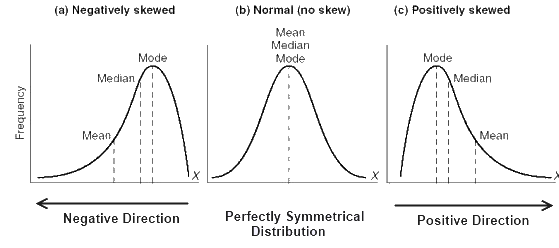 (a) Negatively skewed
(b) Normal (no skew)
(c) Positively skewed
Mean
Median
Mode
Mode
Median
Mean
Frequency
X
Mode
Median
Mean
X
X
Negative Direction
Perfectly Symmetrical
Distribution
Positive Direction